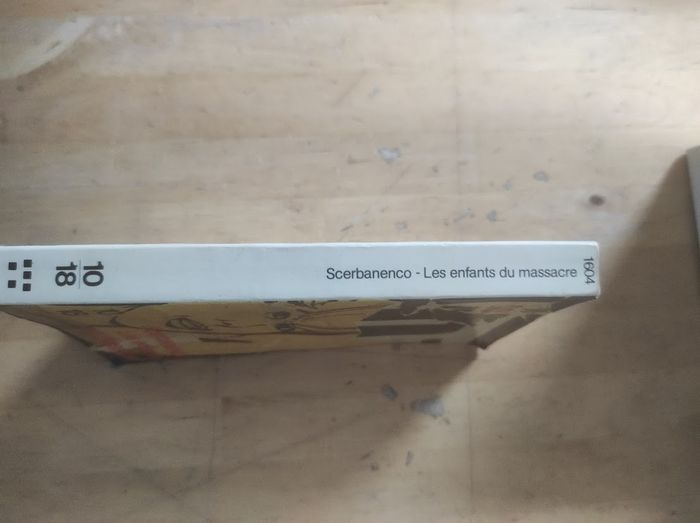 10
18
Scerbanenco - Les enfants du massacre
1604